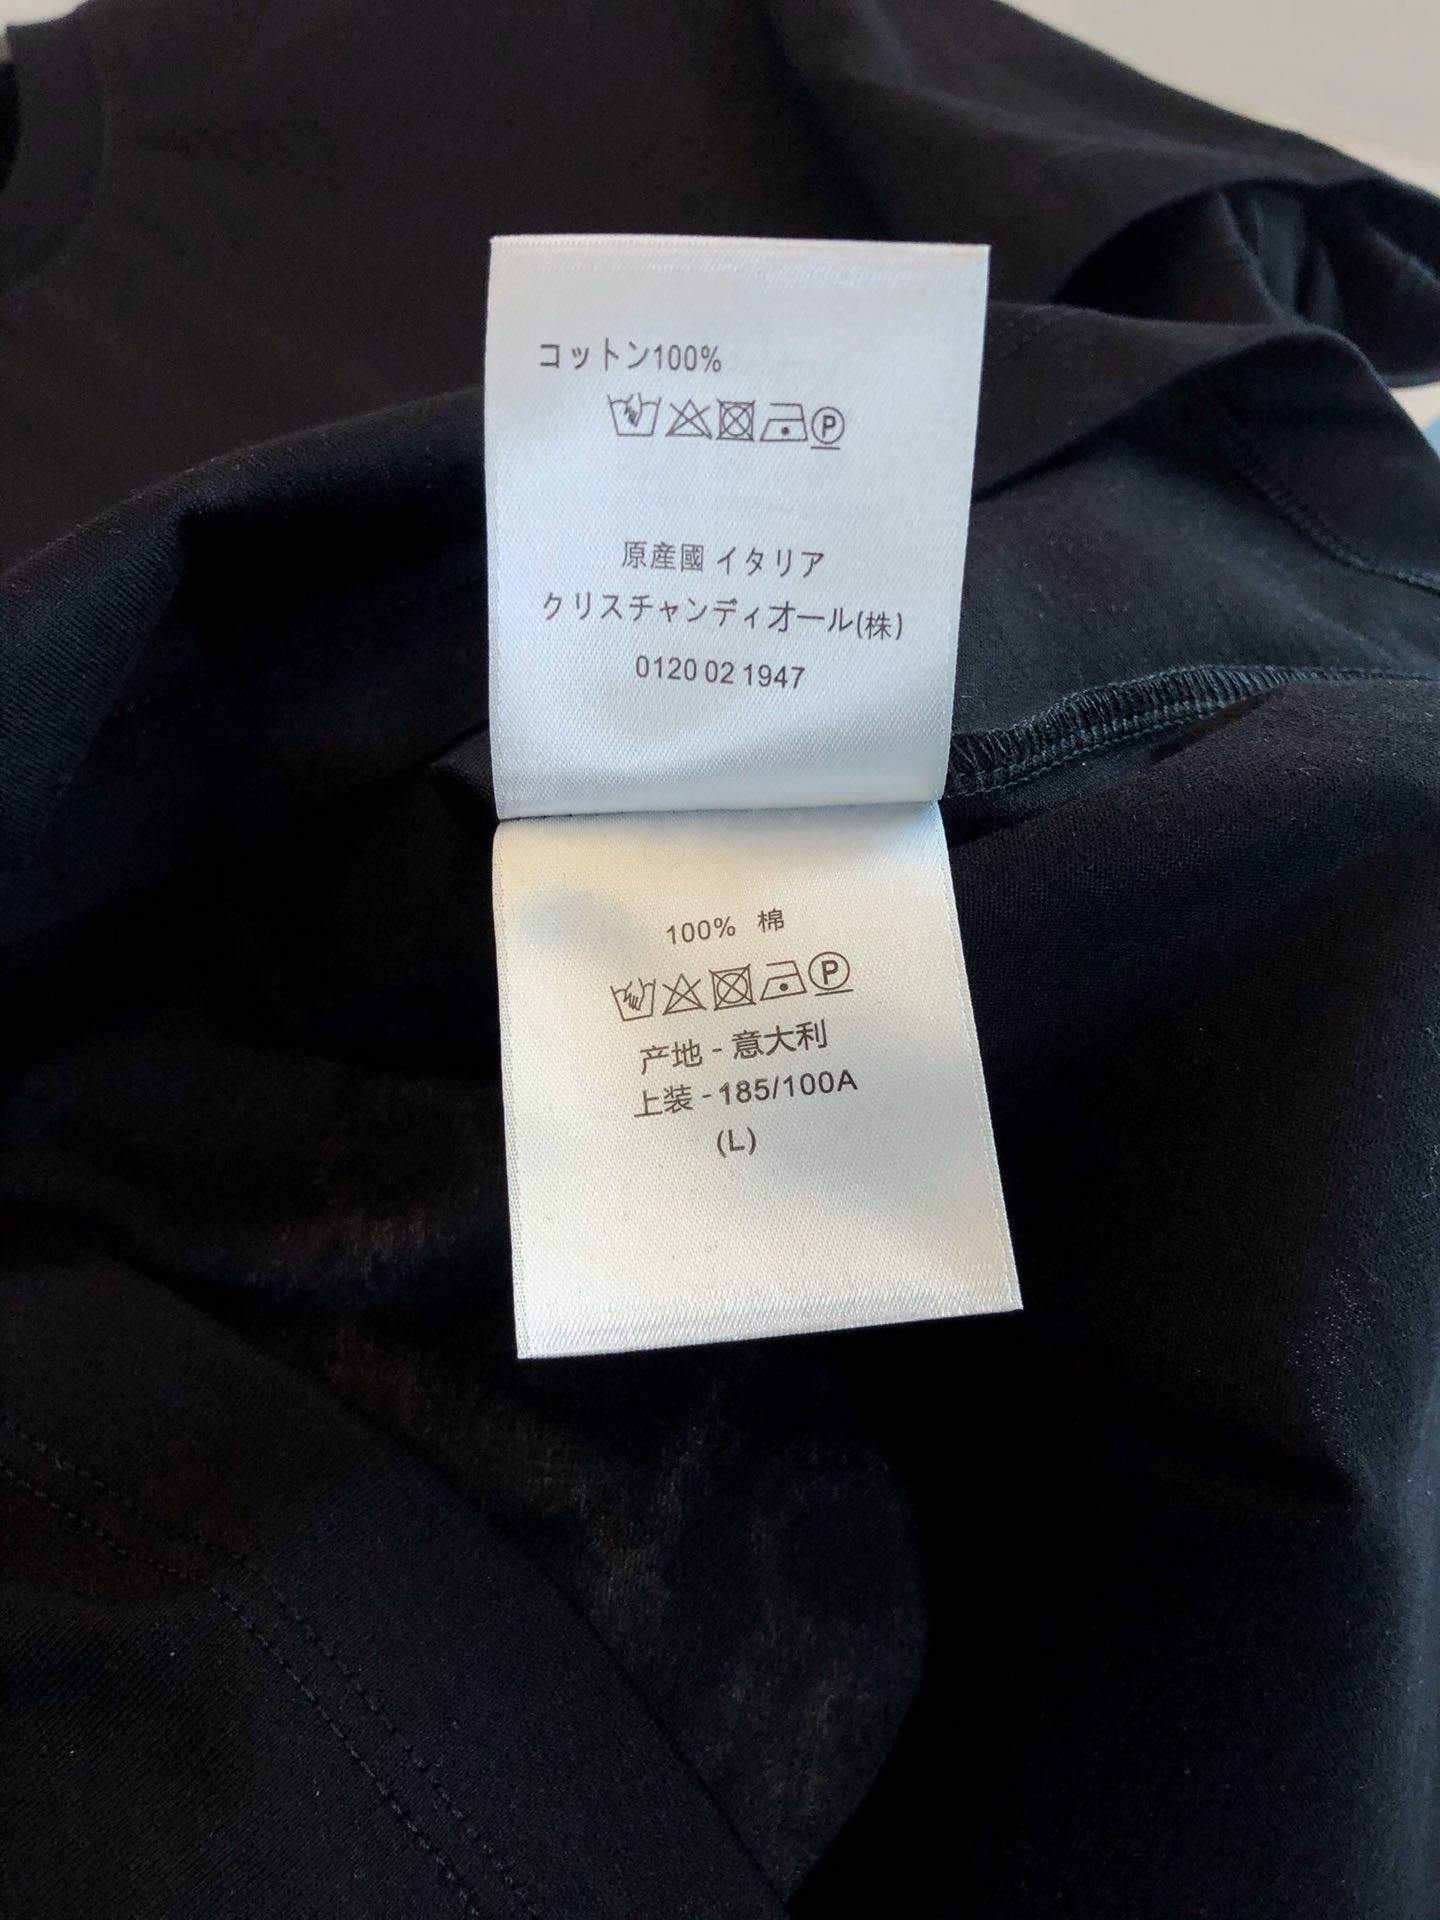 コットン100%
P
原産國 イタリア
クリスチャンディオール(株)
0120 02 1947
100% 棉
P
产地 - 意大利
上装 - 185/100A
(L)